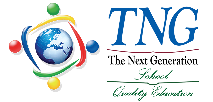 TNG
The Next Generation
School
Quality Education